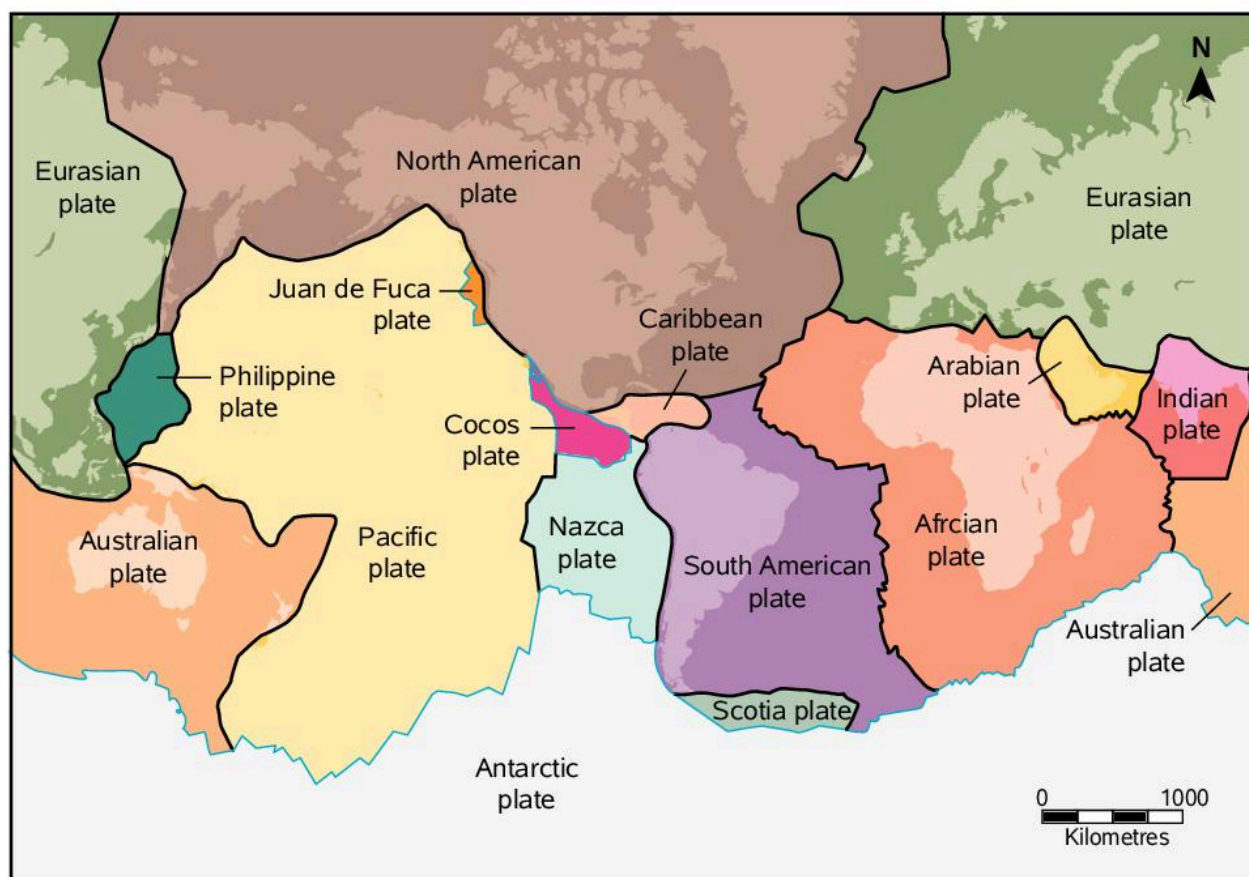 N
North American
plate
Eurasian
plate
Eurasian
plate
Juan de Fuca
plate
Caribbean
plate
Philippine
plate
Arabian
plate
Indian
plate
Cocos
plate
Australian
plate
Pacific
plate
Nazca
plate
South American
plate
Afrcian
plate
Australian
plate
Scotia plate
Antarctic
plate
0 1000
Kilometres